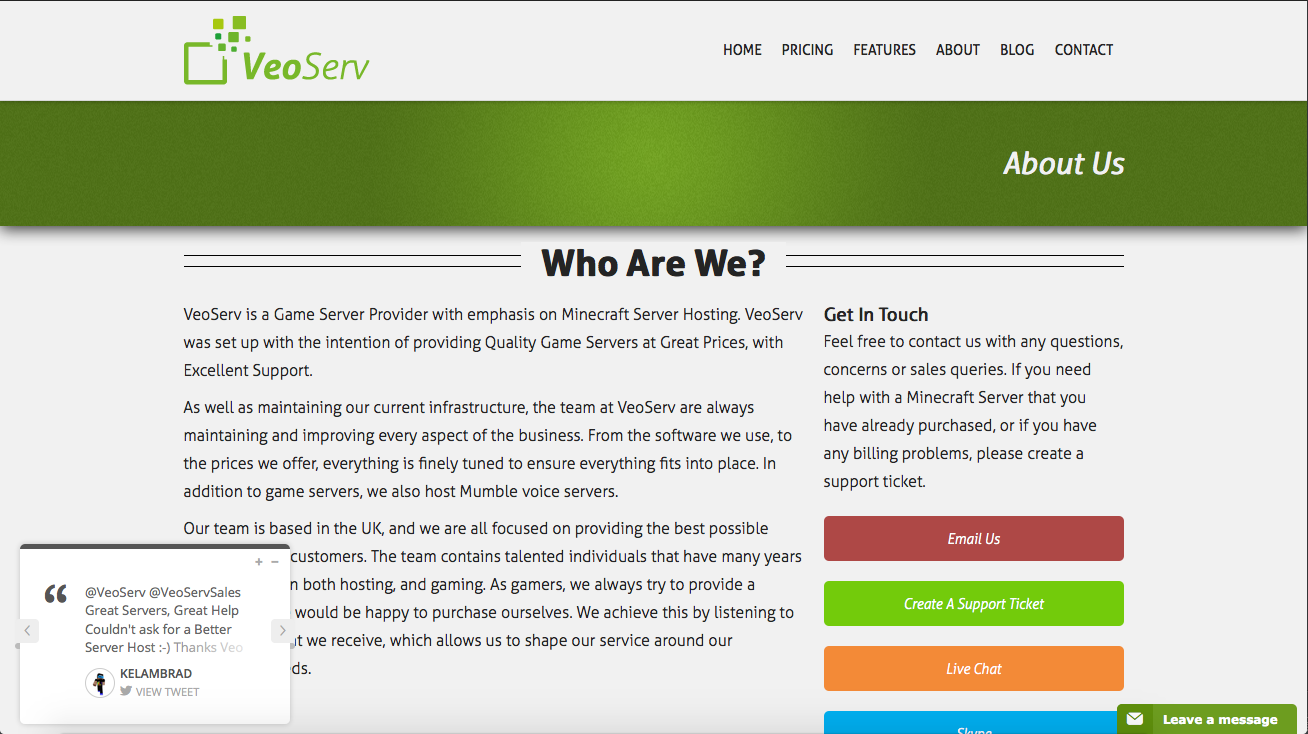 VeoServ
HOME PRICING FEATURES ABOUT BLOG CONTACT
About Us
Who Are We?
VeoServ is a Game Server Provider with emphasis on Minecraft Server Hosting. VeoServ
was set up with the intention of providing Quality Game Servers at Great Prices, with
Excellent Support.
As well as maintaining our current infrastructure, the team at VeoServ are always
maintaining and improving every aspect of the business. From the software we use, to
the prices we offer, everything is finely tuned to ensure everything fits into place. In
addition to game servers, we also host Mumble voice servers.
Our team is based in the UK, and we are all focused on providing the best possible
customers. The team contains talented individuals that have many years
both hosting, and gaming. As gamers, we always try to provide a
would be happy to purchase ourselves. We achieve this by listening to
we receive, which allows us to shape our service around our
Get In Touch
Feel free to contact us with any questions,
concerns or sales queries. If you need
help with a Minecraft Server that you
have already purchased, or if you have
any billing problems, please create a
support ticket.
Email Us
Create A Support Ticket
Live Chat
Skype
@VeoServ @VeoServSales
Great Servers, Great Help
Couldn't ask for a Better
Server Host :-) Thanks Veo
KELAMBRAD
VIEW TWEET
Leave a message